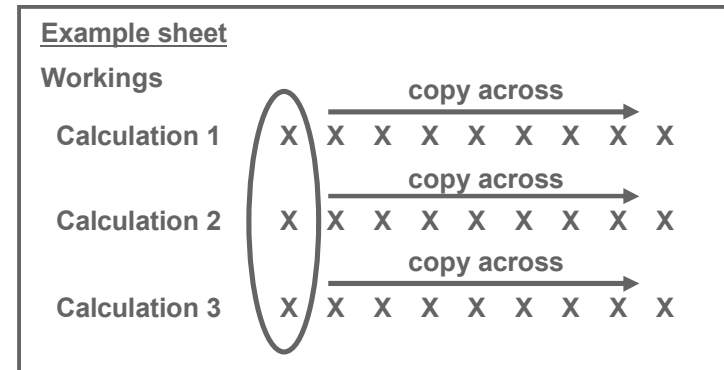 Example sheet
Workings
copy across
Calculation 1 X X X X X X X X X
copy across
Calculation 2 X X X X X X X X X
copy across
Calculation 3 X X X X X X X X X